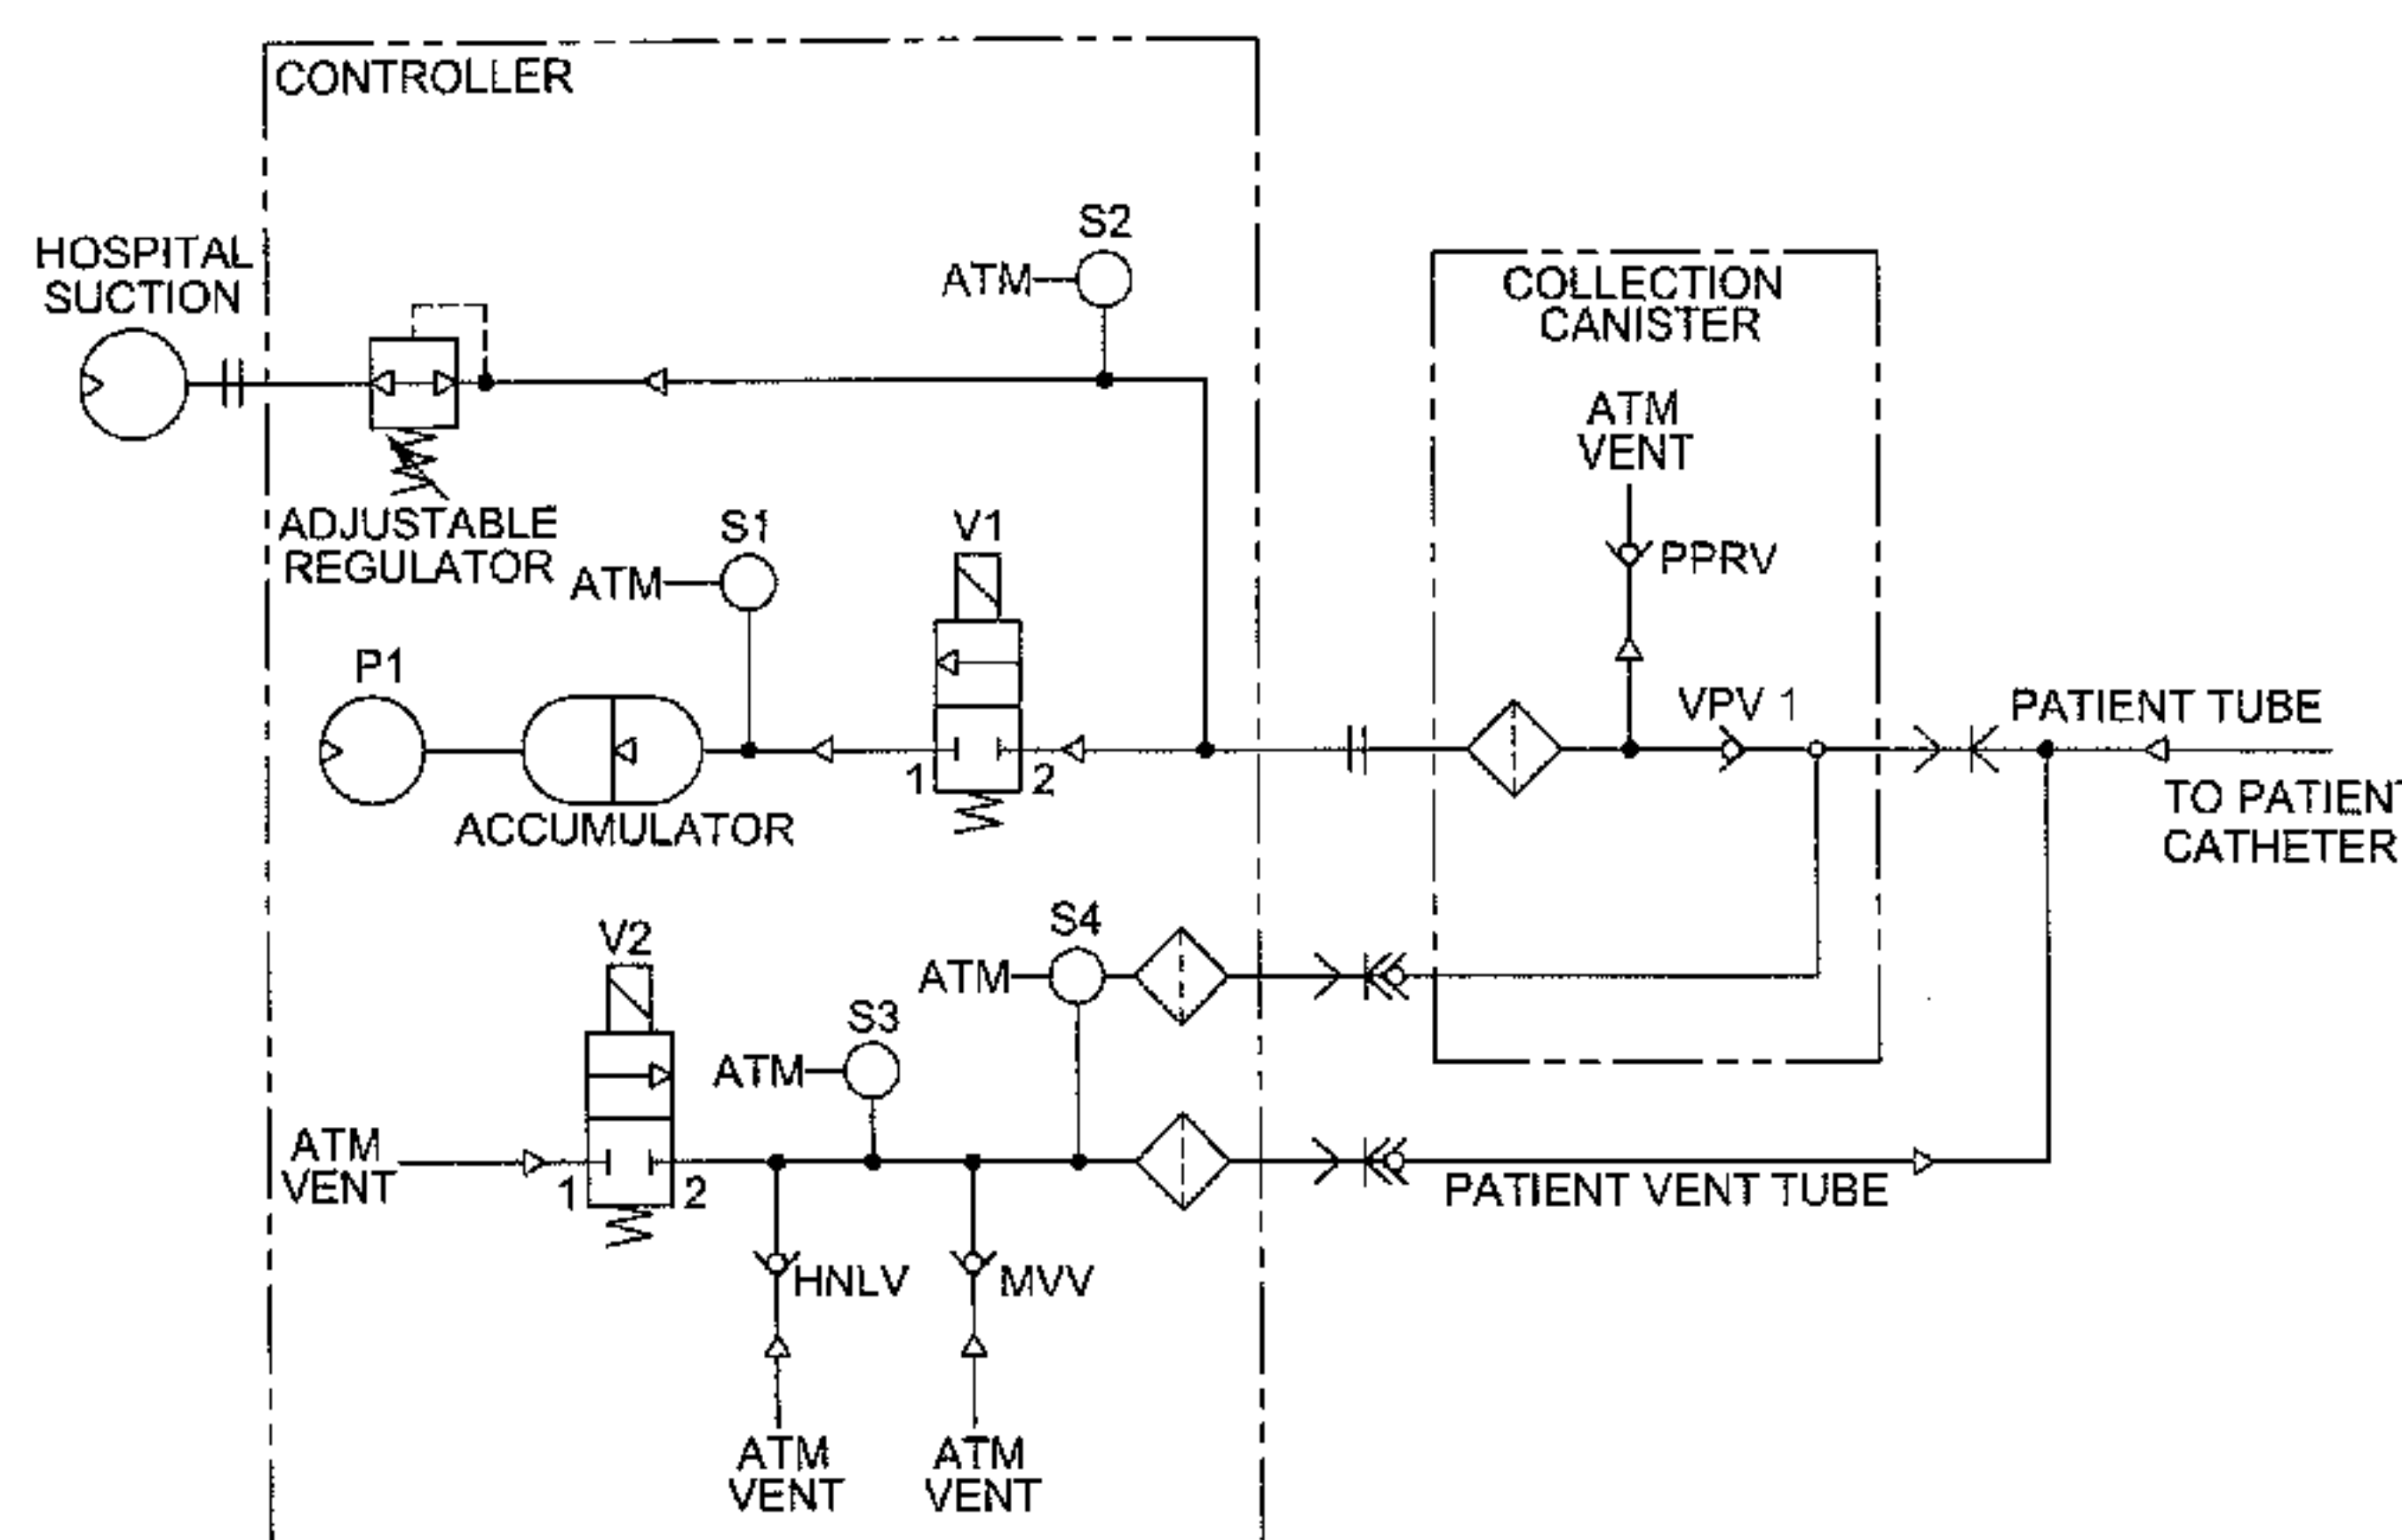 CONTROLLER
HOSPITAL
SUCTION
S2
ATM
COLLECTION
CANISTER
ATM
VENT
PPRV
ADJUSTABLE
REGULATOR
S1
ATM
V1
P1
ACCUMULATOR
1
2
VPV 1
PATIENT TUBE
TO PATIENT
CATHETER
V2
S4
ATM
S3
ATM
ATM
VENT
1
2
PATIENT VENT TUBE
HNLV
MVV
ATM
VENT
ATM
VENT